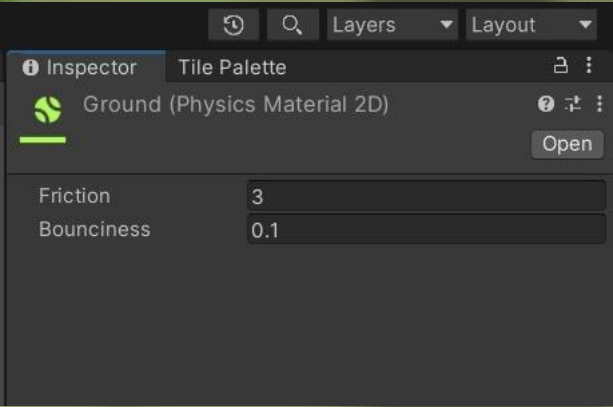 Layers Layout
Inspector Tile Palette
Ground (Physics Material 2D)
Open
Friction 3
Bounciness 0.1